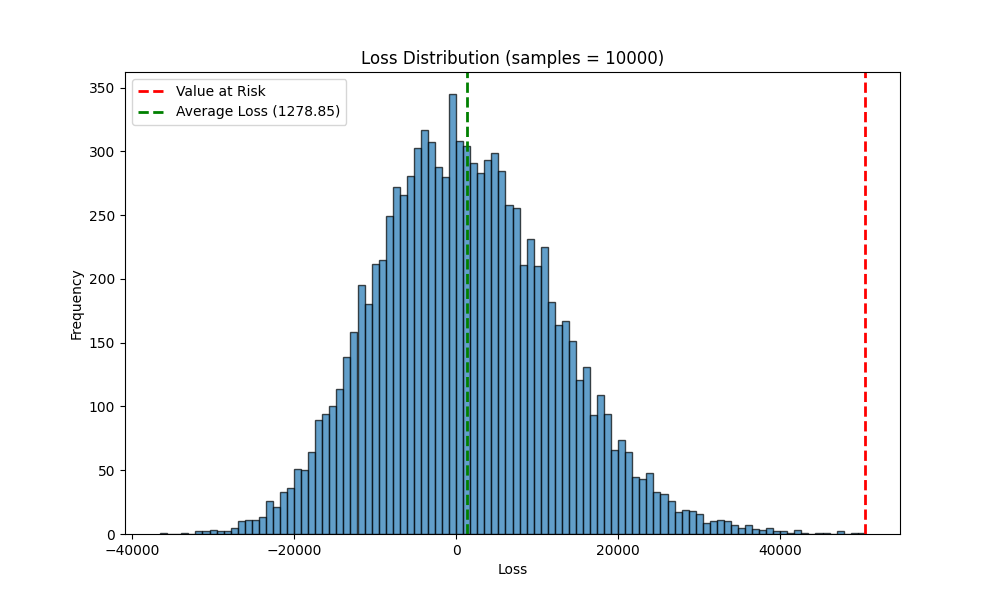 Loss Distribution (samples = 10000)
Value at Risk
Average Loss (1278.85)
350
300
250
200
150
100
50
0
Frequency
−40000 −20000 0 20000 40000
Loss